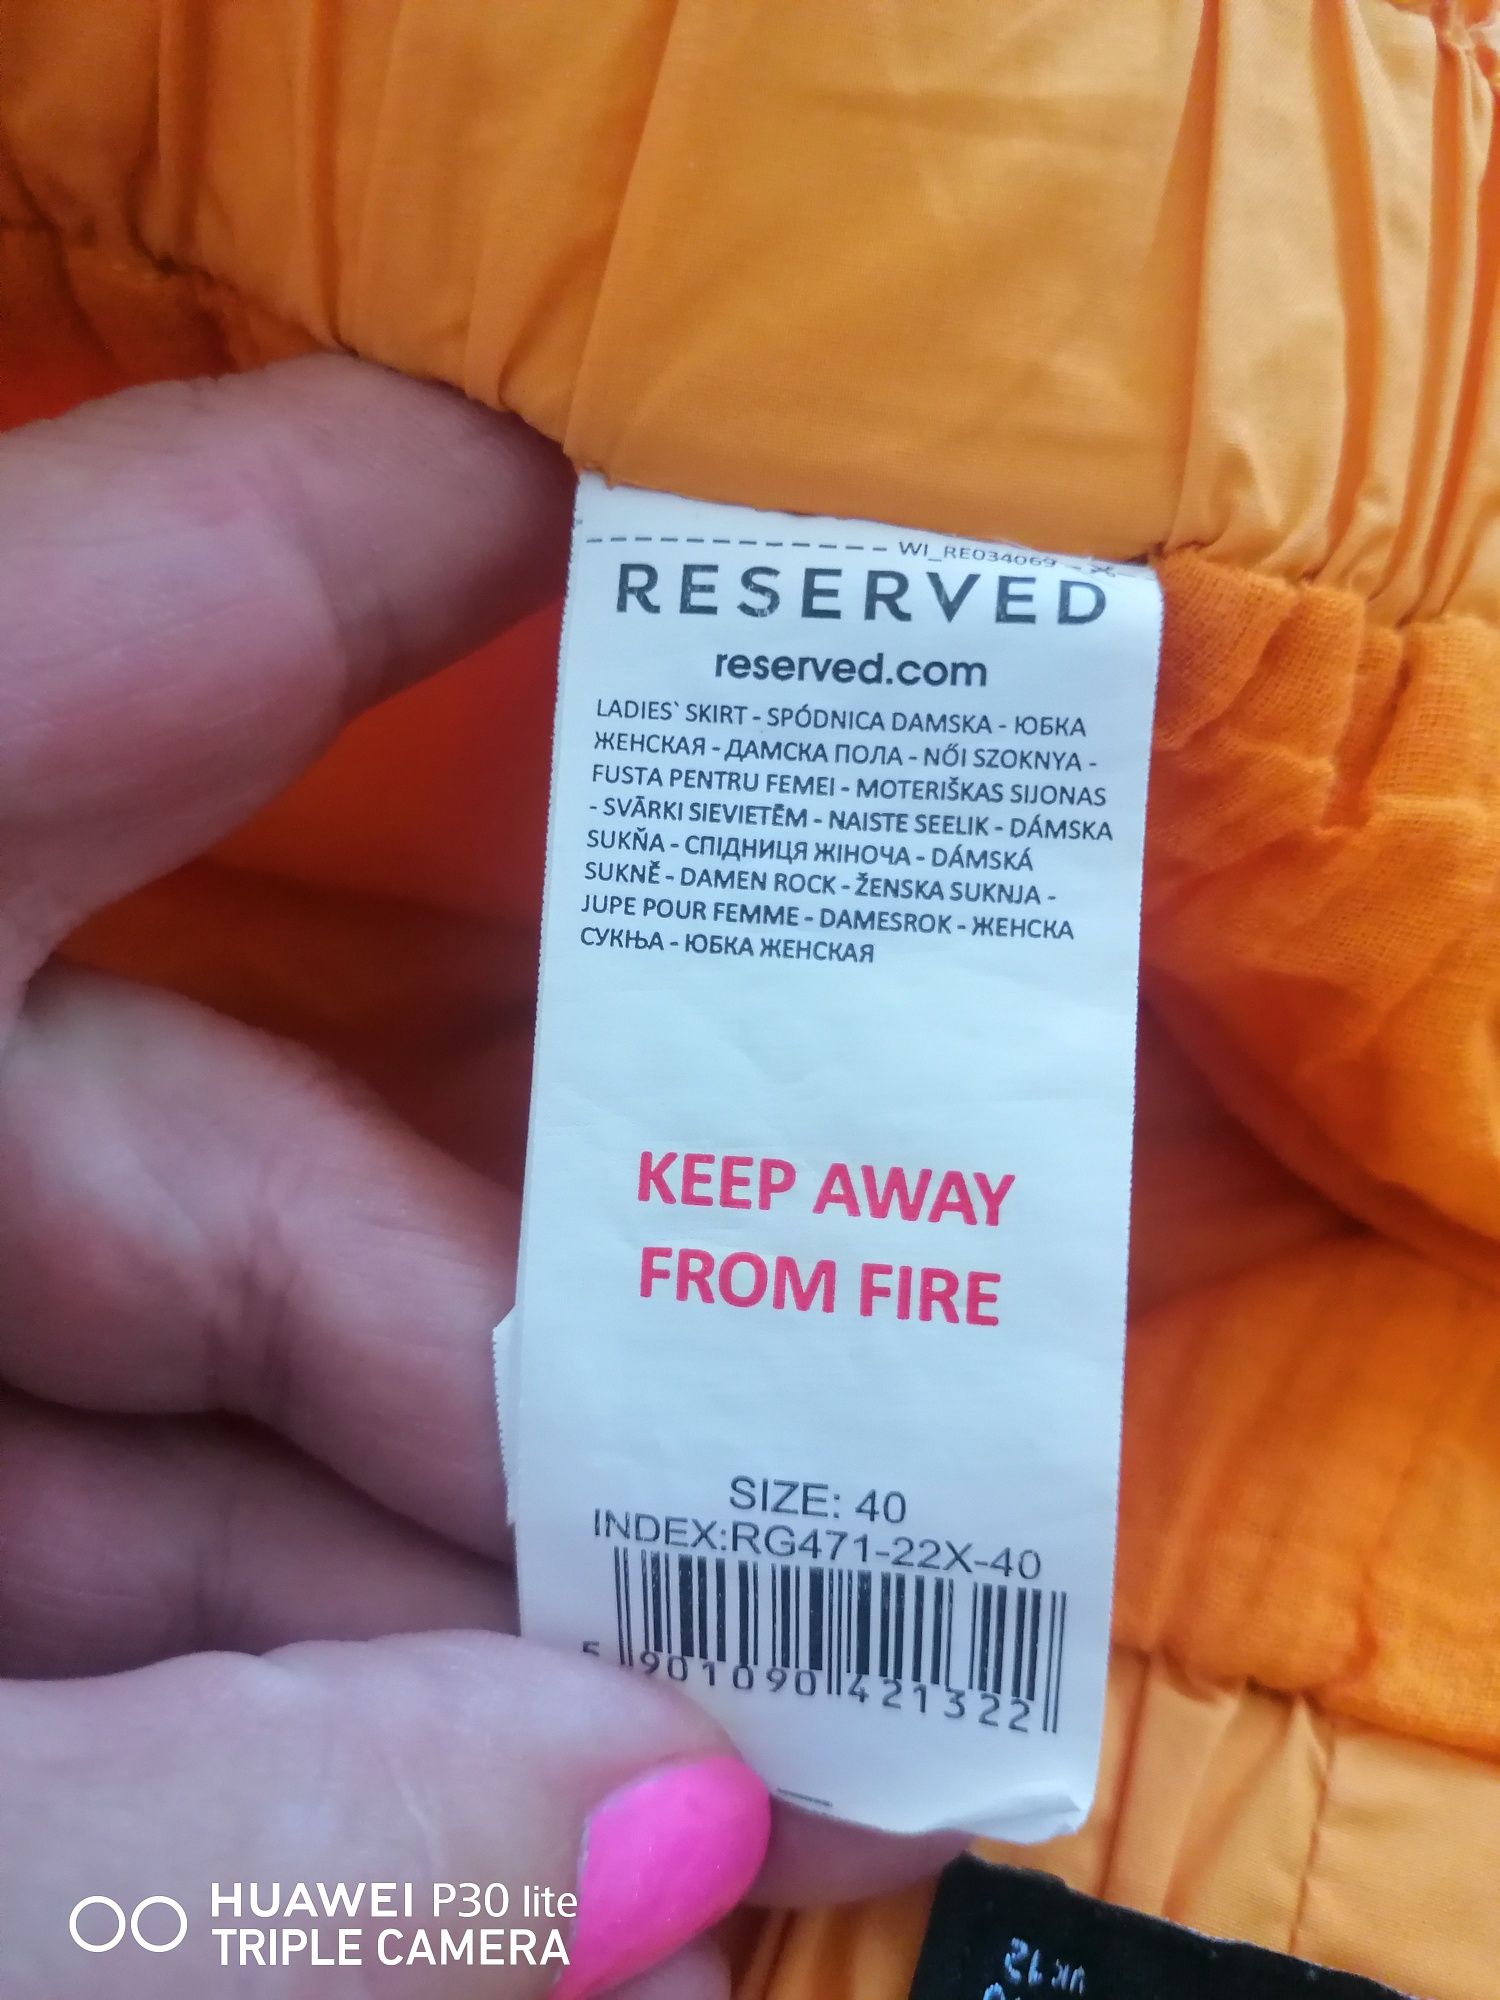 WI_RE034069
RESERVED
reserved.com
LADIES` SKIRT - SPÓDNICA DAMSKA - ЮБКА
ЖЕНСКАЯ - ДАМСКА ПОЛА - NŐI SZOKNYA -
FUSTA PENTRU FEMEI - MOTERIŠKAS SIJONAS
- SVĀRKI SIEVIETĒM - NAISTE SEELIK - DÁMSKA
SUKŇA - СПІДНИЦЯ ЖІНОЧА - DÁMSKÁ
SUKNĚ - DAMEN ROCK - ŽENSKA SUKNJA -
JUPE POUR FEMME - DAMESROK - ЖЕНСКА
СУКЊА - ЮБКА ЖЕНСКАЯ
KEEP AWAY
FROM FIRE
SIZE: 40
INDEX:RG471-22X-40
5 901090 421322
UK 12
HUAWEI P30 lite
TRIPLE CAMERA